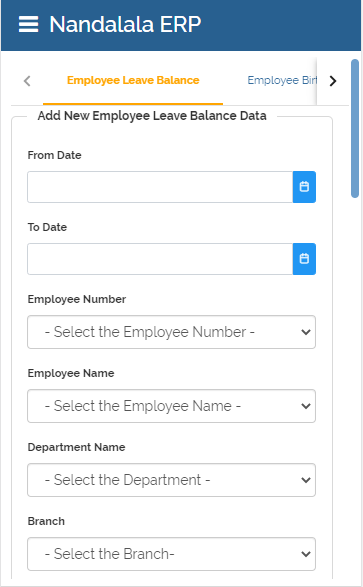 Nandalala ERP
Employee Leave Balance
Employee Birt
Add New Employee Leave Balance Data
From Date
To Date
Employee Number
- Select the Employee Number -
Employee Name
- Select the Employee Name -
Department Name
- Select the Department -
Branch
- Select the Branch-